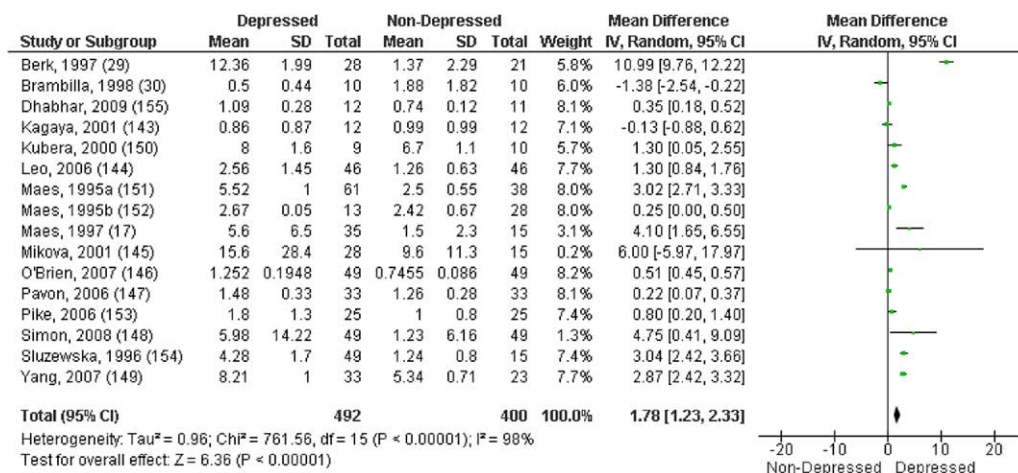 Depressed Non-Depressed Mean Difference Mean Difference
Study or Subgroup Mean SD Total Mean SD Total Weight IV, Random, 95% CI IV, Random, 95% CI
Berk, 1997 (29) 12.36 1.99 28 1.37 2.29 21 5.8% 10.99 [9.76, 12.22]
Brambilla, 1998 (30) 0.5 0.44 10 1.88 1.82 10 6.0% -1.38 [-2.54, -0.22]
Dhabhar, 2009 (155) 1.09 0.28 12 0.74 0.12 11 8.1% 0.35 [0.18, 0.52]
Kagaya, 2001 (143) 0.86 0.87 12 0.99 0.99 12 7.1% -0.13 [-0.88, 0.62]
Kubera, 2000 (150) 8 1.6 9 6.7 1.1 10 5.8% 1.30 [0.05, 2.55]
Leo, 2006 (144) 2.56 1.45 46 1.26 0.63 46 7.7% 1.30 [0.84, 1.76]
Maes, 1995a (151) 5.52 1 61 2.5 0.55 38 7.9% 3.02 [2.71, 3.33]
Maes, 1995b (152) 2.67 0.05 13 2.42 0.67 28 8.0% 0.25 [0.00, 0.50]
Maes, 1997 (17) 5.6 6.5 35 1.5 2.3 15 3.2% 4.10 [1.65, 6.55]
Mikova, 2001 (145) 15.6 28.4 28 9.6 11.3 15 0.2% 6.00 [-5.97, 17.97]
O'Brien, 2007 (146) 1.252 0.1948 49 0.7455 0.086 49 8.2% 0.51 [0.45, 0.57]
Pavon, 2006 (147) 1.48 0.33 33 1.26 0.28 33 8.1% 0.22 [0.07, 0.37]
Pike, 2006 (153) 1.8 1.3 25 1 0.8 25 7.4% 0.80 [0.20, 1.40]
Simon, 2008 (148) 5.98 14.22 49 1.23 6.16 49 1.3% 4.75 [0.41, 9.09]
Sluzewska, 1996 (154) 4.28 1.7 49 1.24 0.8 15 7.4% 3.04 [2.42, 3.66]
Yang, 2007 (149) 8.21 1 33 5.34 0.71 23 7.7% 2.87 [2.42, 3.32]
Total (95% CI) 492 400 100.0% 1.78 [1.23, 2.33]
Heterogeneity: Tau² = 0.96; Chi² = 761.56, df = 15 (P < 0.00001); I² = 98%
Test for overall effect: Z = 6.36 (P < 0.00001)
-20 -10 0 10 20
Non-Depressed Depressed